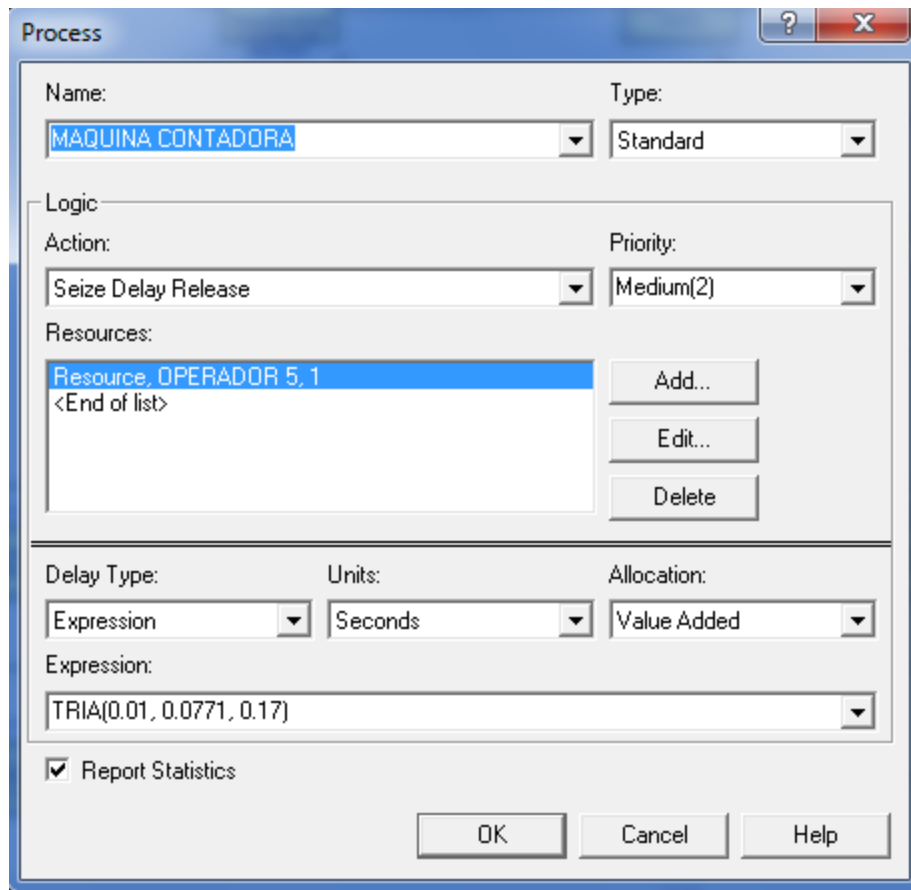 Process
?
X
Name: Type:
MAQUINA CONTADORA Standard
Logic
Action: Priority:
Seize Delay Release Medium(2)
Resources:
Resource, OPERADOR 5, 1
<End of list>
Add...
Edit...
Delete
Delay Type: Units: Allocation:
Expression Seconds Value Added
Expression:
TRIA(0.01, 0.0771, 0.17)
Report Statistics
OK Cancel Help